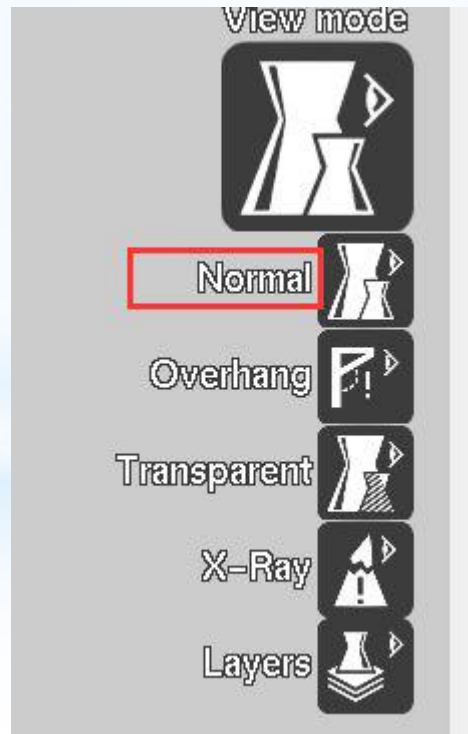 View mode
Normal
Overhang
Transparent
X-Ray
Layers